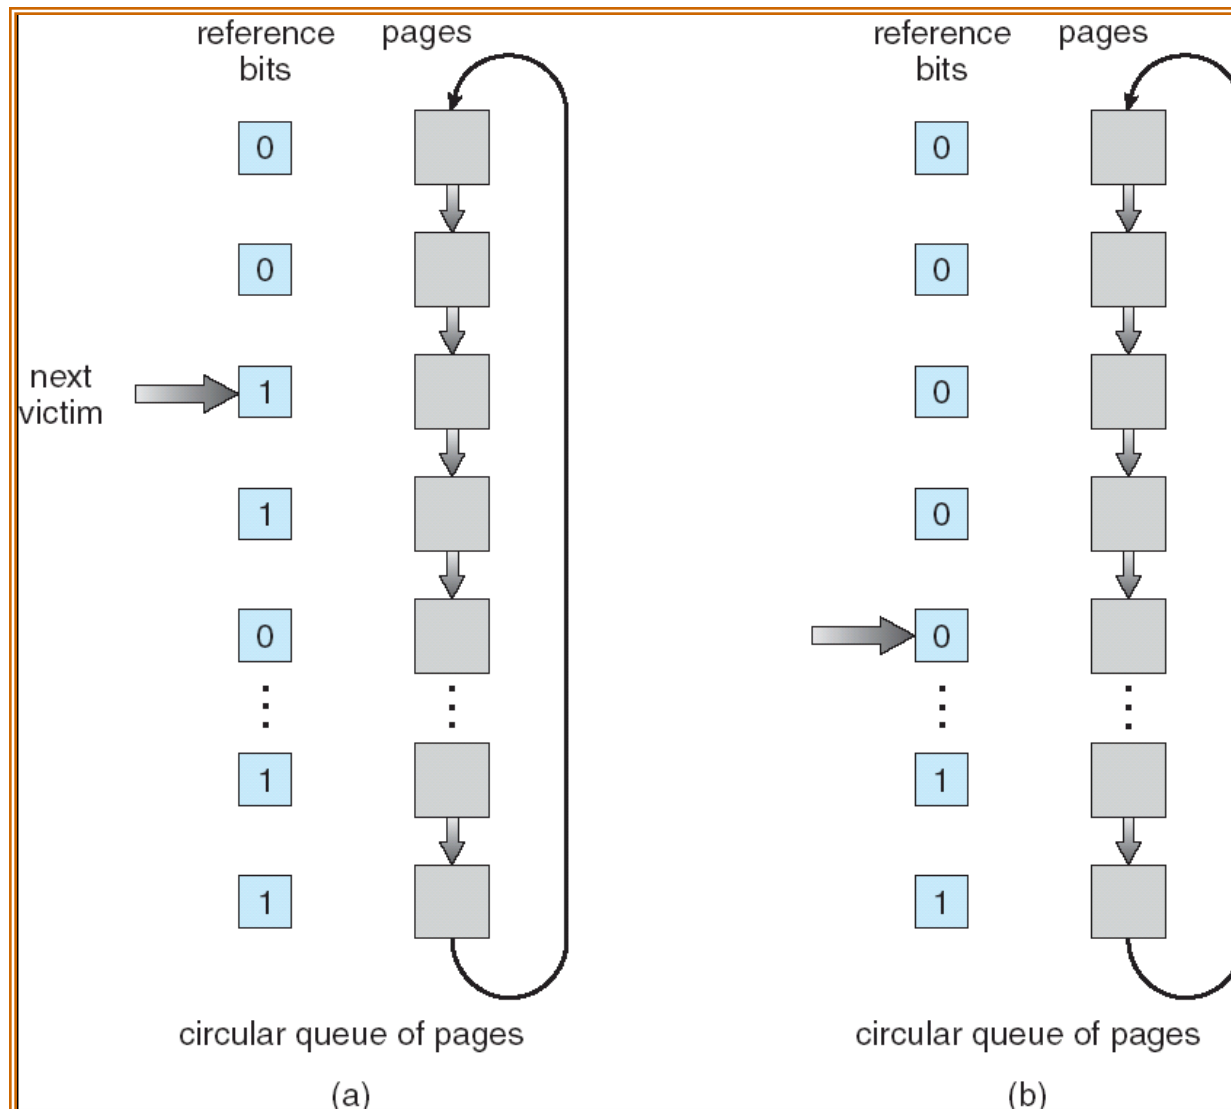 reference bits
pages
0
0
next victim
1
1
0
1
1
circular queue of pages
(a)
reference bits
pages
0
0
0
0
0
1
1
circular queue of pages
(b)